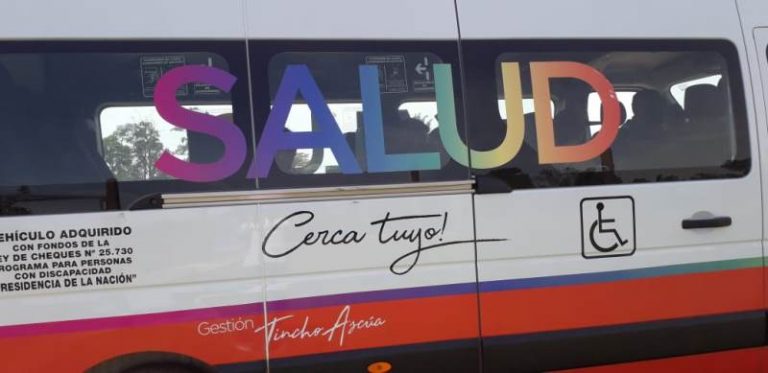 SALUD
Cerca tuyo!
EHÍCULO ADQUIRIDO
CON FONDOS DE LA
EY DE CHEQUES Nº 25.730
ROGRAMA PARA PERSONAS
CON DISCAPACIDAD
RESIDENCIA DE LA NACIÓN"
Gestión Tincho Ascúa